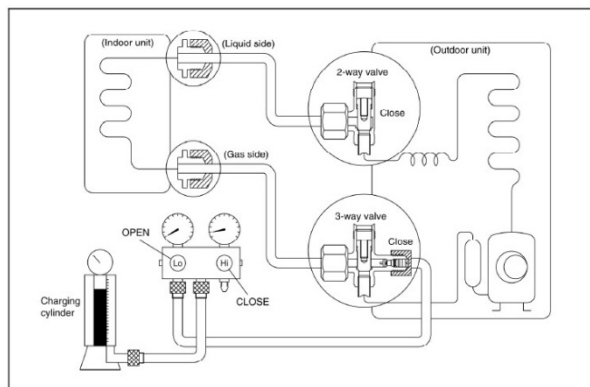 (Indoor unit)
(Liquid side)
(Outdoor unit)
2-way valve
Close
(Gas side)
3-way valve
Close
OPEN
Lo
Hi
CLOSE
Charging
cylinder